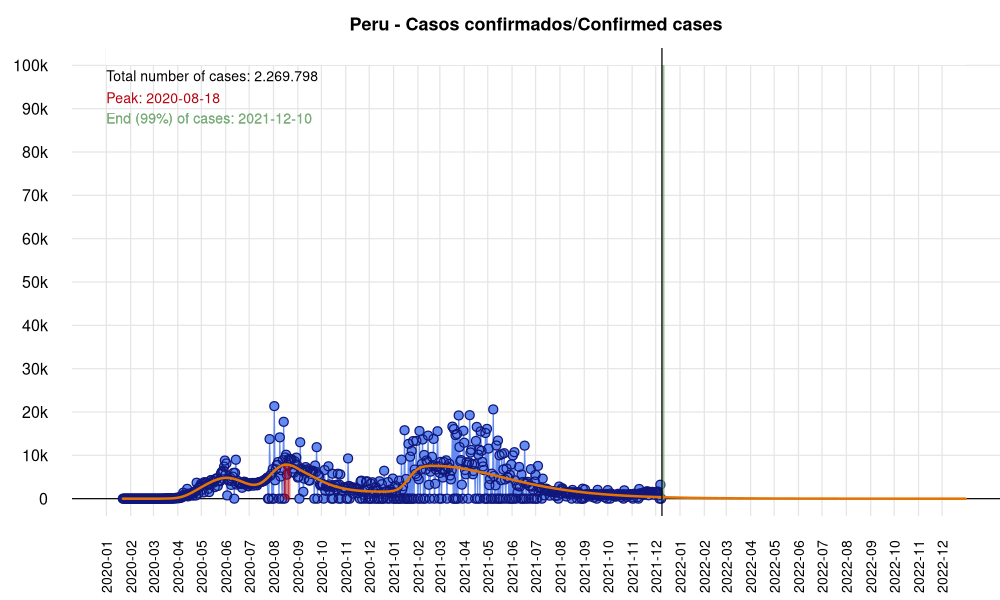 Peru - Casos confirmados/Confirmed cases
Total number of cases: 2.269.798
Peak: 2020-08-18
End (99%) of cases: 2021-12-10
100k
90k
80k
70k
60k
50k
40k
30k
20k
10k
0
2020-01
2020-02
2020-03
2020-04
2020-05
2020-06
2020-07
2020-08
2020-09
2020-10
2020-11
2020-12
2021-01
2021-02
2021-03
2021-04
2021-05
2021-06
2021-07
2021-08
2021-09
2021-10
2021-11
2021-12
2022-01
2022-02
2022-03
2022-04
2022-05
2022-06
2022-07
2022-08
2022-09
2022-10
2022-11
2022-12